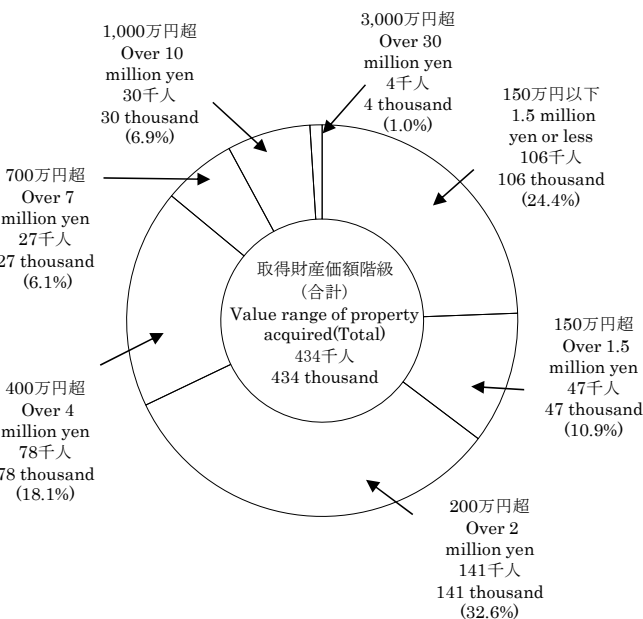 3,000万円超
Over 30
million yen
4千人
4 thousand
(1.0%)
150万円以下
1.5 million
yen or less
106千人
106 thousand
(24.4%)
150万円超
Over 1.5
million yen
47千人
47 thousand
(10.9%)
200万円超
Over 2
million yen
141千人
141 thousand
(32.6%)
400万円超
Over 4
million yen
78千人
78 thousand
(18.1%)
700万円超
Over 7
million yen
27千人
27 thousand
(6.1%)
1,000万円超
Over 10
million yen
30千人
30 thousand
(6.9%)
取得財産価額階級
（合計）
Value range of property
acquired(Total)
434千人
434 thousand